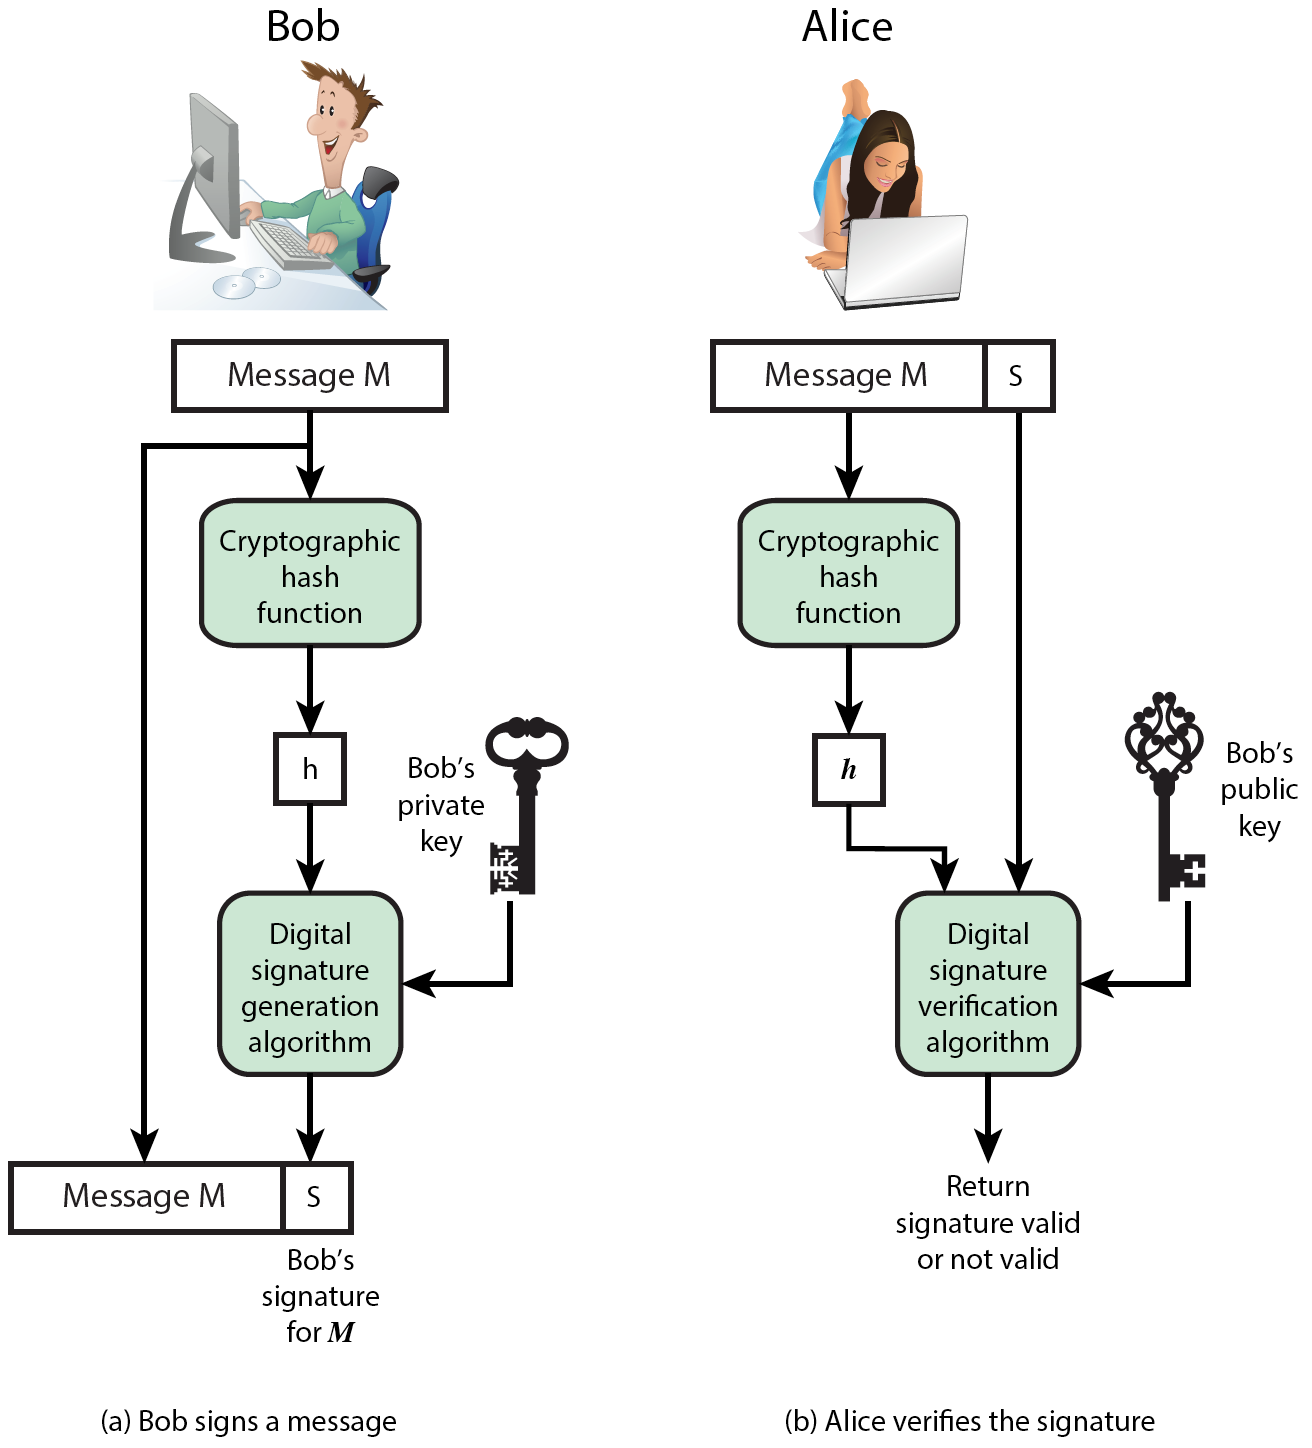 Bob
Message M
Cryptographic
hash
function
h
Bob’s
private
key
Digital
signature
generation
algorithm
Message M
S
Bob’s
signature
for M
(a) Bob signs a message
Alice
Message M
S
Cryptographic
hash
function
h
Bob’s
public
key
Digital
signature
verification
algorithm
Return
signature valid
or not valid
(b) Alice verifies the signature